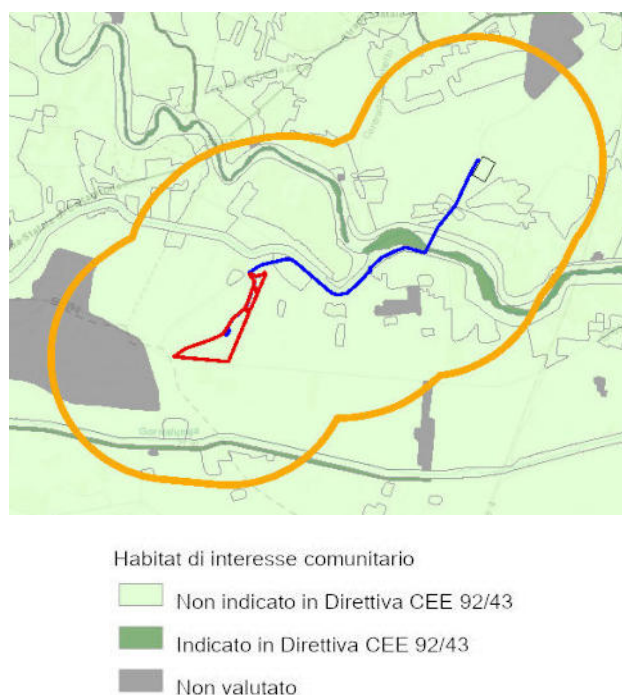 Habitat di interesse comunitario
Non indicato in Direttiva CEE 92/43
Indicato in Direttiva CEE 92/43
Non valutato